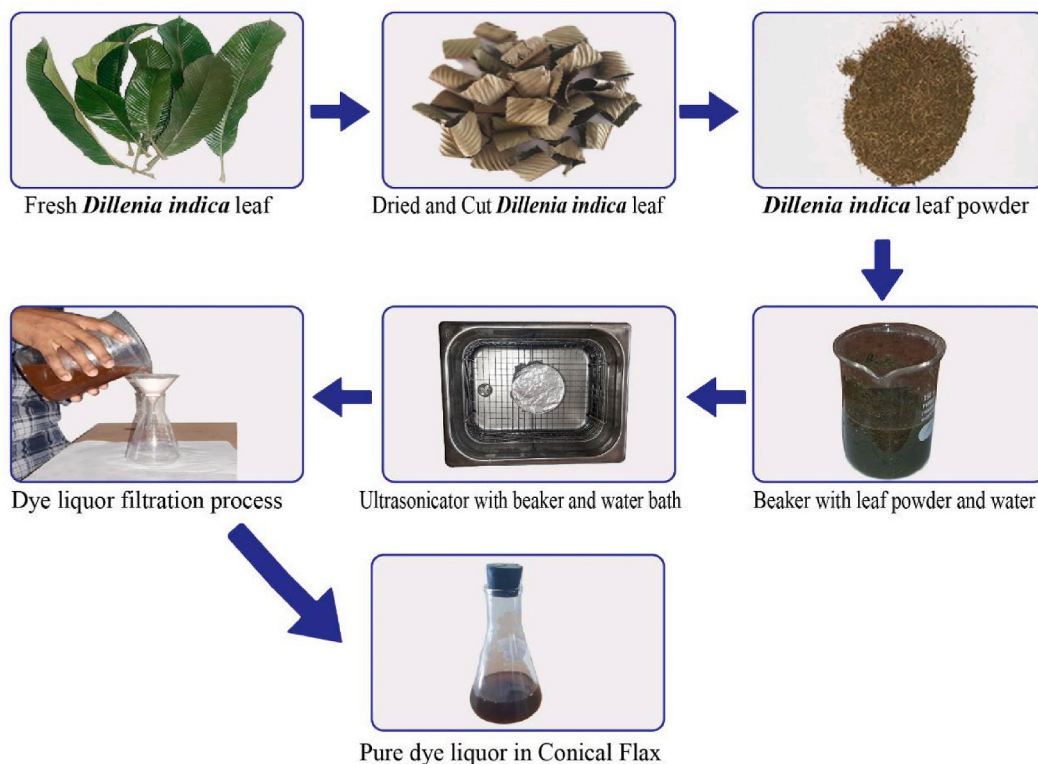 Fresh Dillenia indica leaf
Dried and Cut Dillenia indica leaf
Dillenia indica leaf powder
Dye liquor filtration process
Ultrasonicator with beaker and water bath
Beaker with leaf powder and water
Pure dye liquor in Conical Flax